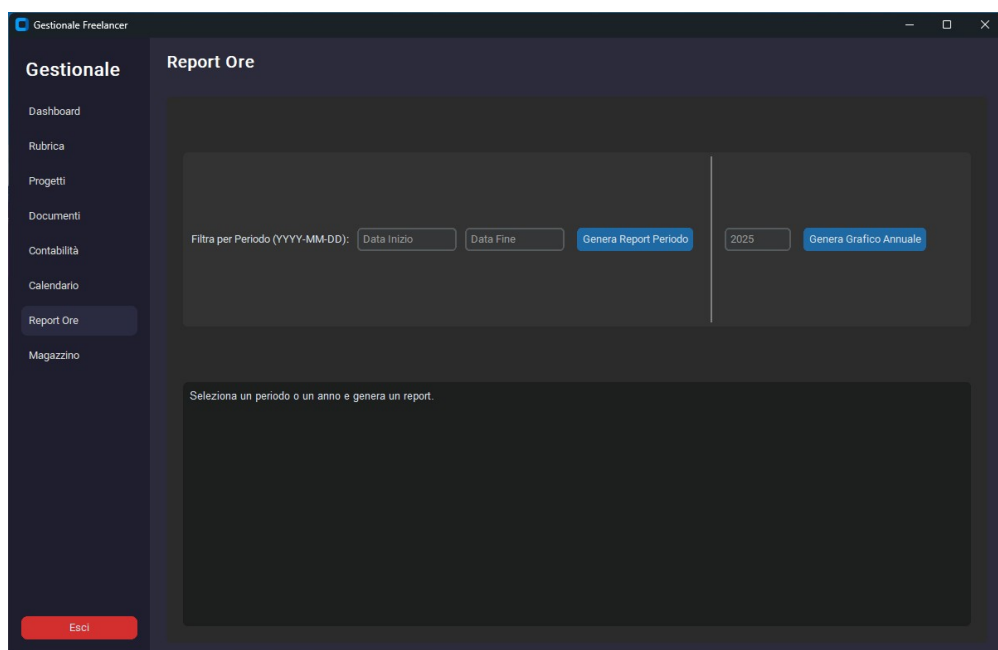 Gestionale Freelancer
Gestionale
Dashboard
Rubrica
Progetti
Documenti
Contabilità
Calendario
Report Ore
Magazzino
Esci
Report Ore
Filtra per Periodo (YYYY-MM-DD): Data Inizio Data Fine Genera Report Periodo 2025 Genera Grafico Annuale
Seleziona un periodo o un anno e genera un report.